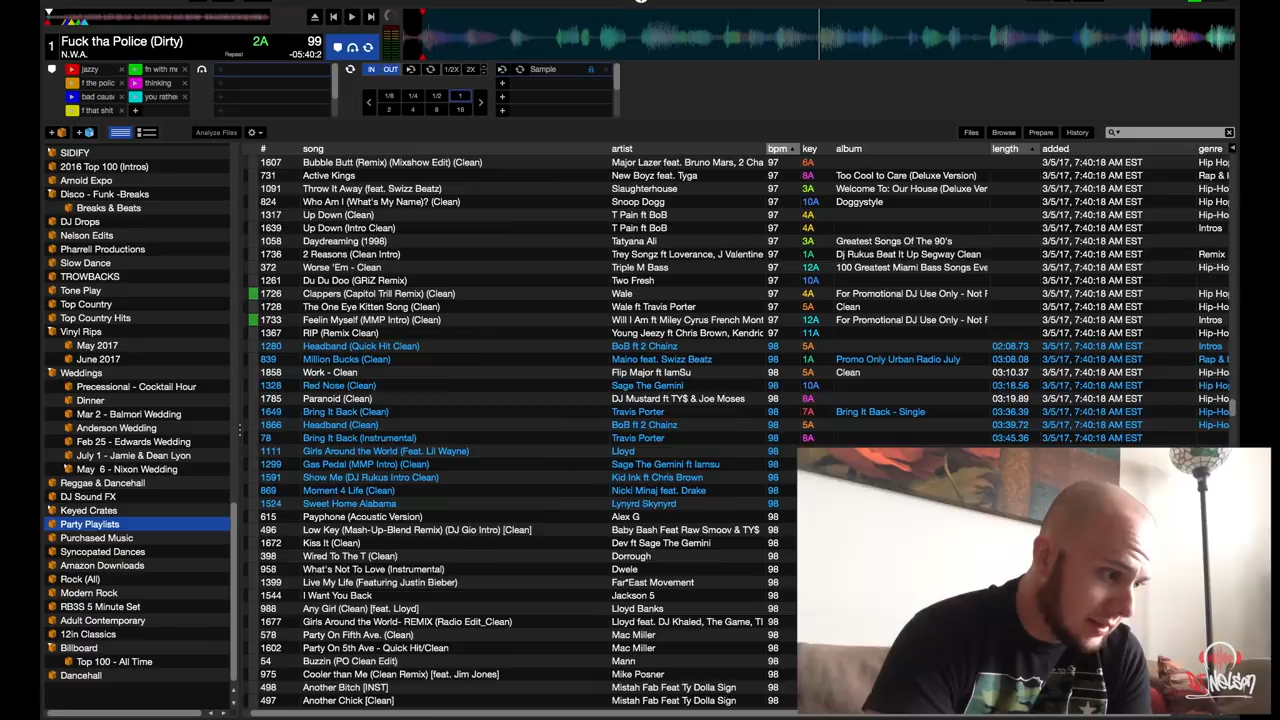 1 Fuck tha Police (Dirty) 2A 99
N.W.A. Repeat -05:40:2
jazzy fn with me
f the polic thinking
bad cause you rathe
f that shit
IN OUT 1/2X 2X Sample
1/8 1/4 1/2 1
2 4 8 16
Analyze Files Files Browse Prepare History
# song artist bpm key album length added genre
SIDIFY
2016 Top 100 (Intros)
Arnold Expo
Disco - Funk -Breaks
Breaks & Beats
DJ Drops
Nelson Edits
Pharrell Productions
Slow Dance
TROWBACKS
Tone Play
Top Country
Top Country Hits
Vinyl Rips
May 2017
June 2017
Weddings
Precessional - Cocktail Hour
Dinner
Mar 2 - Balmori Wedding
Anderson Wedding
Feb 25 - Edwards Wedding
July 1 - Jamie & Dean Lyon
May 6 - Nixon Wedding
Reggae & Dancehall
DJ Sound FX
Keyed Crates
Party Playlists
Purchased Music
Syncopated Dances
Amazon Downloads
Rock (All)
Modern Rock
RB3S 5 Minute Set
Adult Contemporary
12in Classics
Billboard
Top 100 - All Time
Dancehall
1607 Bubble Butt (Remix) (Mixshow Edit) (Clean) Major Lazer feat. Bruno Mars, 2 Cha 97 6A 3/5/17, 7:40:18 AM EST Hip Ho
731 Active Kings New Boyz feat. Tyga 97 8A Too Cool to Care (Deluxe Version) 3/5/17, 7:40:18 AM EST Rap &
1091 Throw It Away (feat. Swizz Beatz) Slaughterhouse 97 3A Welcome To: Our House (Deluxe Ver 3/5/17, 7:40:18 AM EST Hip-Ho
824 Who Am I (What's My Name)? (Clean) Snoop Dogg 97 10A Doggystyle 3/5/17, 7:40:18 AM EST Hip-Ho
1317 Up Down (Clean) T Pain ft BoB 97 4A 3/5/17, 7:40:18 AM EST Hip-Ho
1639 Up Down (Intro Clean) T Pain ft BoB 97 4A 3/5/17, 7:40:18 AM EST Intros
1058 Daydreaming (1998) Tatyana Ali 97 3A Greatest Songs Of The 90's 3/5/17, 7:40:18 AM EST
1736 2 Reasons (Clean Intro) Trey Songz ft Loverance, J Valentine 97 1A Dj Rukus Beat It Up Segway Clean 3/5/17, 7:40:18 AM EST Remix
372 Worse 'Em - Clean Triple M Bass 97 12A 100 Greatest Miami Bass Songs Eve 3/5/17, 7:40:18 AM EST Hip-Ho
1261 Du Du Doo (GRiZ Remix) Two Fresh 97 10A 3/5/17, 7:40:18 AM EST
1726 Clappers (Capitol Trill Remix) (Clean) Wale 97 4A For Promotional DJ Use Only - Not F 3/5/17, 7:40:18 AM EST Hip-Ho
1728 The One Eye Kitten Song (Clean) Wale ft Travis Porter 97 5A Clean 3/5/17, 7:40:18 AM EST Hip-Ho
1733 Feelin Myself (MMP Intro) (Clean) Will I Am ft Miley Cyrus French Mont 97 12A For Promotional DJ Use Only - Not F 3/5/17, 7:40:18 AM EST Intros
1367 RIP (Remix Clean) Young Jeezy ft Chris Brown, Kendric 97 11A 3/5/17, 7:40:18 AM EST Hip-Ho
1280 Headband (Quick Hit Clean) BoB ft 2 Chainz 98 5A 02:08.73 3/5/17, 7:40:18 AM EST Intros
839 Million Bucks (Clean) Maino feat. Swizz Beatz 98 1A Promo Only Urban Radio July 03:08.08 3/5/17, 7:40:18 AM EST Rap &
1858 Work - Clean Flip Major ft IamSu 98 5A Clean 03:10.37 3/5/17, 7:40:18 AM EST Hip-Ho
1328 Red Nose (Clean) Sage The Gemini 98 10A 03:18.56 3/5/17, 7:40:18 AM EST Hip-Ho
1785 Paranoid (Clean) DJ Mustard ft TY$ & Joe Moses 98 6A 03:19.89 3/5/17, 7:40:18 AM EST Hip-Ho
1649 Bring It Back (Clean) Travis Porter 98 7A Bring It Back - Single 03:36.39 3/5/17, 7:40:18 AM EST Hip-Ho
1866 Headband (Clean) BoB ft 2 Chainz 98 5A 03:39.72 3/5/17, 7:40:18 AM EST Hip-Ho
78 Bring It Back (Instrumental) Travis Porter 98 8A 03:45.36 3/5/17, 7:40:18 AM EST
1111 Girls Around the World (Feat. Lil Wayne) Lloyd 98
1299 Gas Pedal (MMP Intro) (Clean) Sage The Gemini ft Iamsu 98
1591 Show Me (DJ Rukus Intro Clean) Kid Ink ft Chris Brown 98
869 Moment 4 Life (Clean) Nicki Minaj feat. Drake 98
1524 Sweet Home Alabama Lynyrd Skynyrd 98
615 Payphone (Acoustic Version) Alex G 98
496 Low Key (Mash-Up-Blend Remix) (DJ Gio Intro) [Clean] Baby Bash Feat Raw Smoov & TY$ 98
1672 Kiss It (Clean) Dev ft Sage The Gemini 98
398 Wired To The T (Clean) Dorrough 98
958 What's Not To Love (Instrumental) Dwele 98
1399 Live My Life (Featuring Justin Bieber) Far*East Movement 98
1544 I Want You Back Jackson 5 98
988 Any Girl (Clean) [feat. Lloyd] Lloyd Banks 98
1677 Girls Around the World- REMIX (Radio Edit_Clean) Lloyd feat. DJ Khaled, The Game, TI 98
578 Party On Fifth Ave. (Clean) Mac Miller 98
1602 Party On 5th Ave - Quick Hit/Clean Mac Miller 98
54 Buzzin (PO Clean Edit) Mann 98
975 Cooler than Me (Clean Remix) [feat. Jim Jones] Mike Posner 98
498 Another Bitch [INST] Mistah Fab Feat Ty Dolla Sign 98
497 Another Chick [Clean] Mistah Fab Feat Ty Dolla Sign 98
DJ NELSON